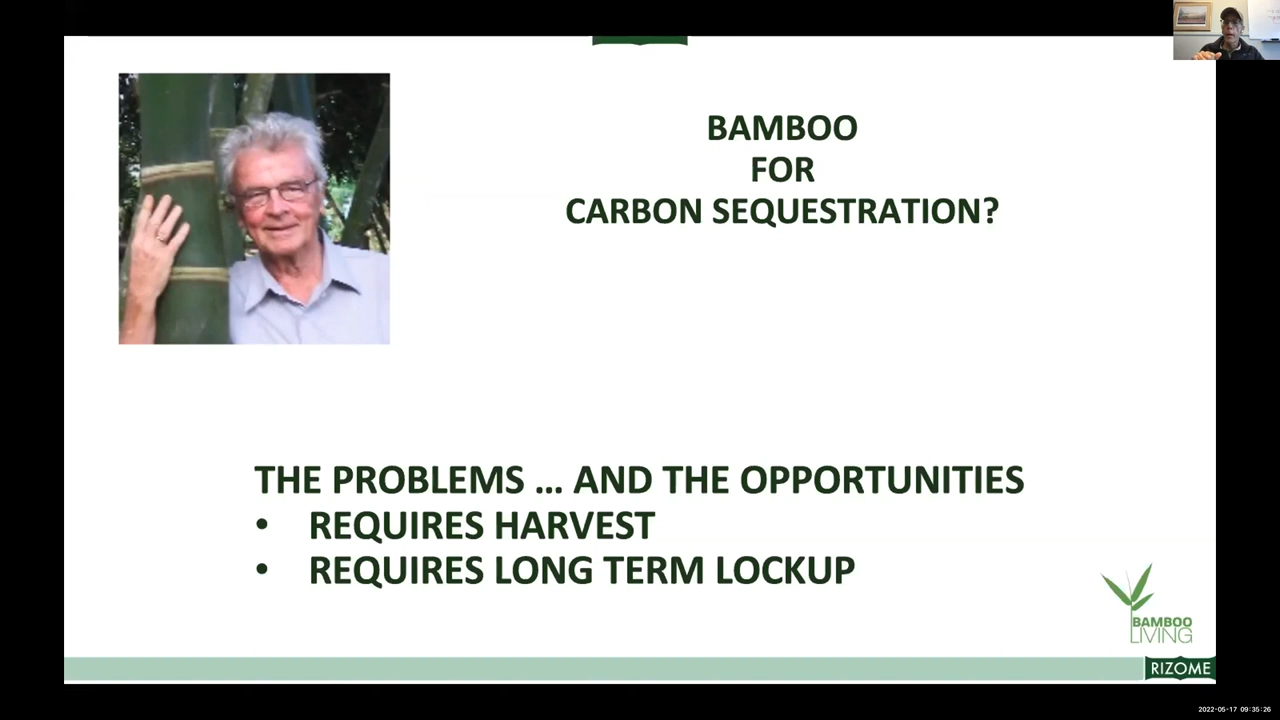 BAMBOO
FOR
CARBON SEQUESTRATION?
THE PROBLEMS ... AND THE OPPORTUNITIES
• REQUIRES HARVEST
• REQUIRES LONG TERM LOCKUP
BAMBOO
LIVING
RIZOME
2022-05-17 09:35:26